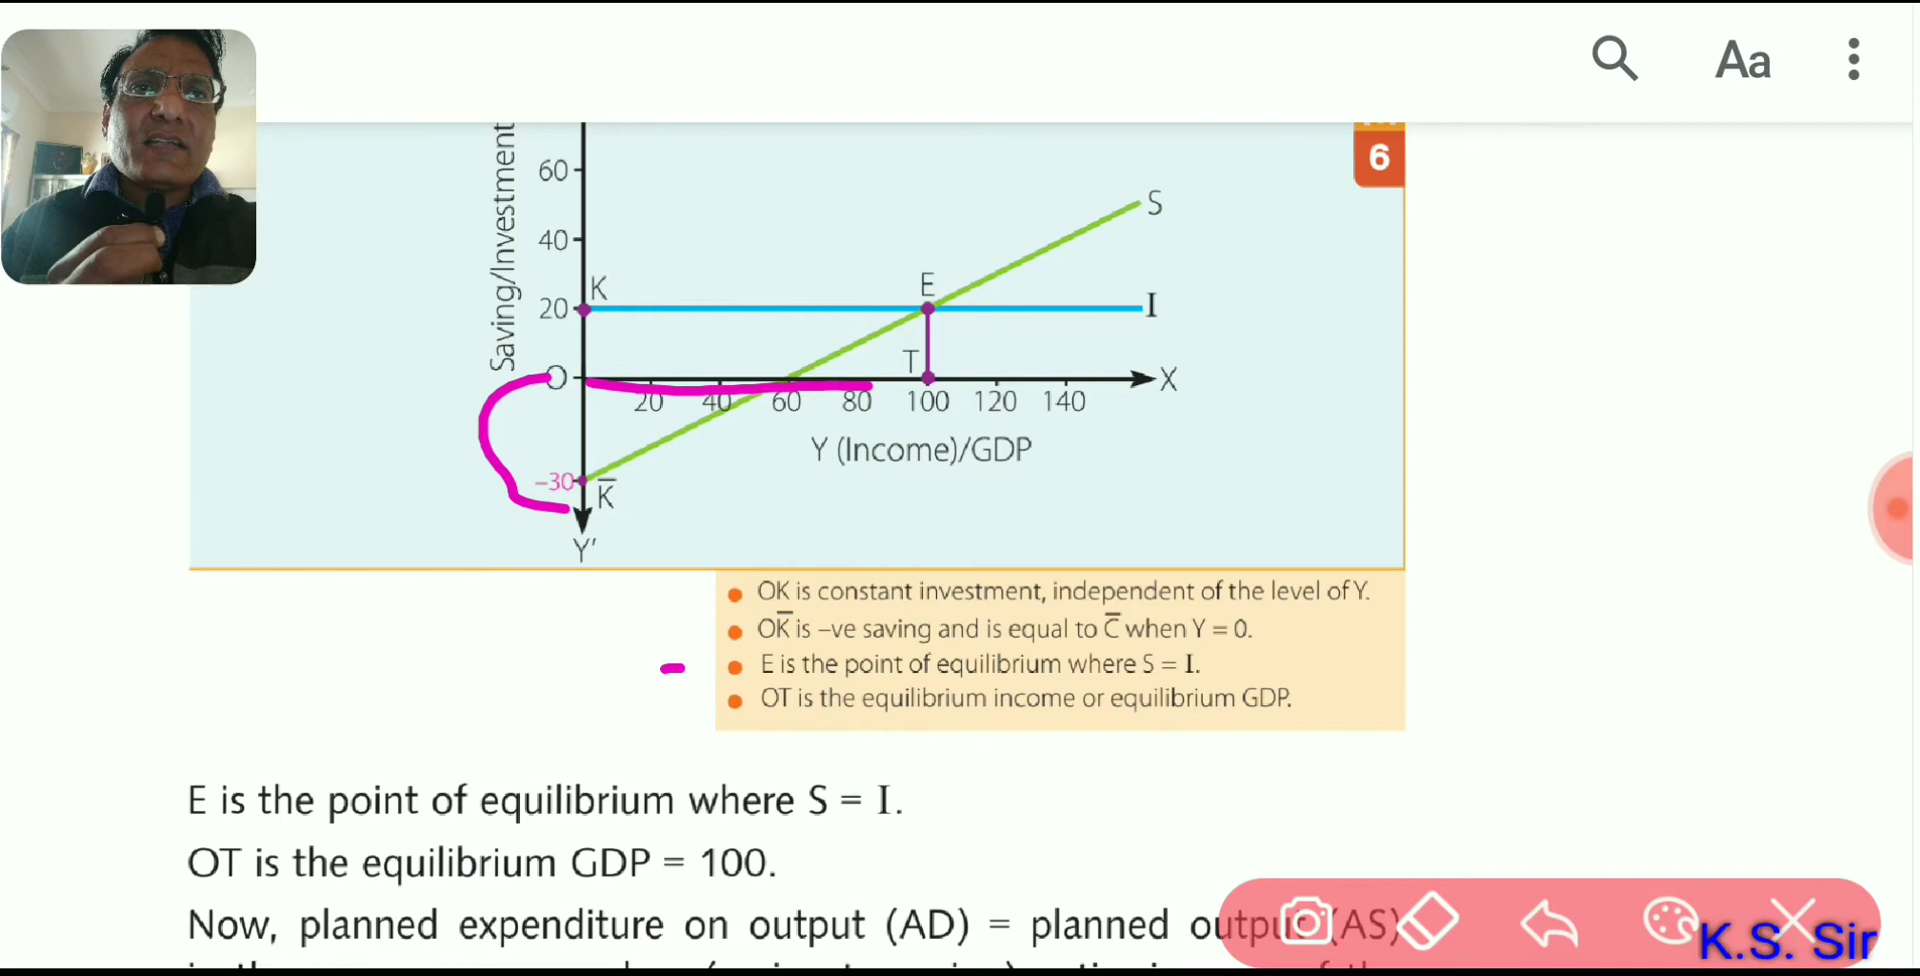 Aa
6
Saving/Investment
60
40
20
O
-30
K
E
S
I
T
X
20 40 60 80 100 120 140
Y (Income)/GDP
K̅
Y'
OK is constant investment, independent of the level of Y.
OK̅ is –ve saving and is equal to C̅ when Y = 0.
E is the point of equilibrium where S = I.
OT is the equilibrium income or equilibrium GDP.
E is the point of equilibrium where S = I.
OT is the equilibrium GDP = 100.
Now, planned expenditure on output (AD) = planned output (AS)
K.S. Sir